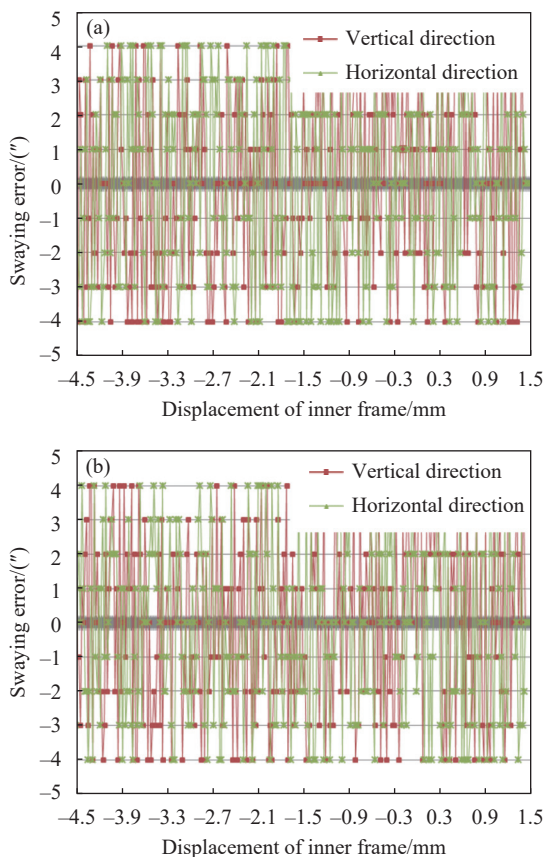 (a)
Vertical direction
Horizontal direction
5
4
3
2
1
0
–1
–2
–3
–4
–5
Swaying error/(″)
–4.5 –3.9 –3.3 –2.7 –2.1 –1.5 –0.9 –0.3 0.3 0.9 1.5
Displacement of inner frame/mm
(b)
Vertical direction
Horizontal direction
5
4
3
2
1
0
–1
–2
–3
–4
–5
Swaying error/(″)
–4.5 –3.9 –3.3 –2.7 –2.1 –1.5 –0.9 –0.3 0.3 0.9 1.5
Displacement of inner frame/mm